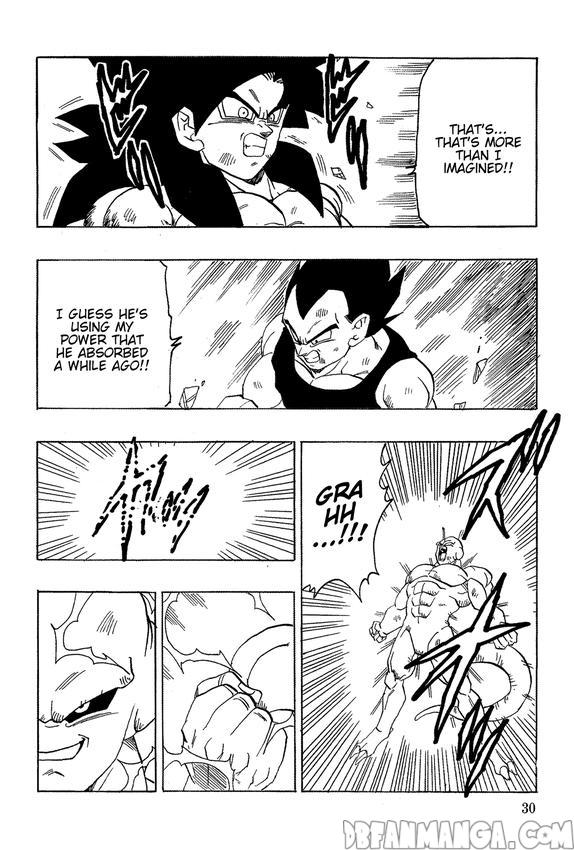 THAT'S...
THAT'S MORE
THAN I
IMAGINED!!
I GUESS HE'S
USING MY
POWER THAT
HE ABSORBED
A WHILE AGO!!
GRA
HH
...!!!
30
DBFANMANGA.COM